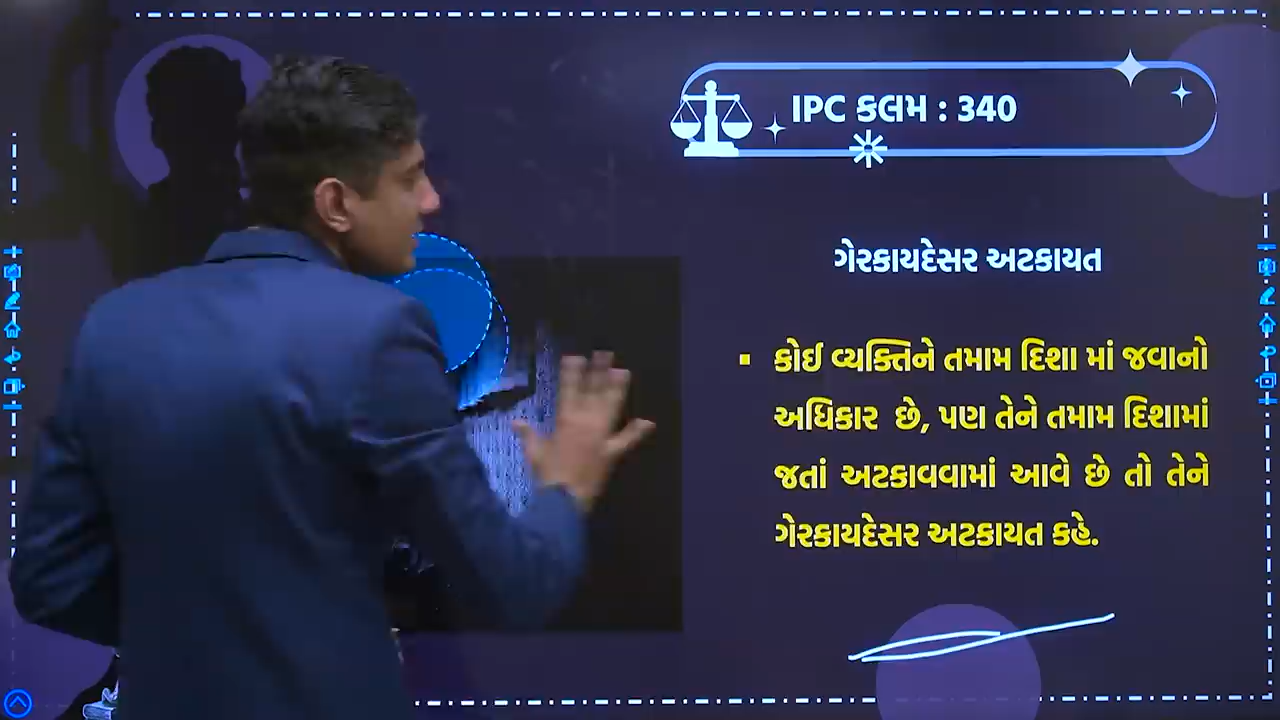 IPC કલમ : 340
ગેરકાયદેસર અટકાયત
▪ કોઈ વ્યક્તિને તમામ દિશા માં જવાનો
અધિકાર છે, પણ તેને તમામ દિશામાં
જતાં અટકાવવામાં આવે છે તો તેને
ગેરકાયદેસર અટકાયત કહે.